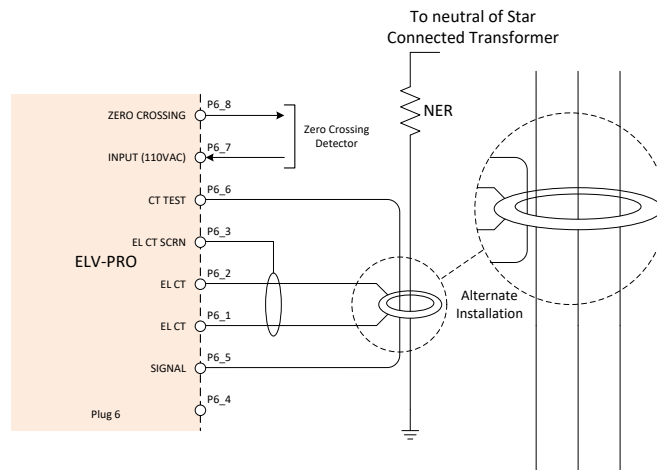 To neutral of Star
Connected Transformer
NER
P6_8
ZERO CROSSING
Zero Crossing
Detector
P6_7
INPUT (110VAC)
P6_6
CT TEST
P6_3
EL CT SCRN
ELV-PRO
P6_2
EL CT
Alternate
Installation
P6_1
EL CT
P6_5
SIGNAL
P6_4
Plug 6